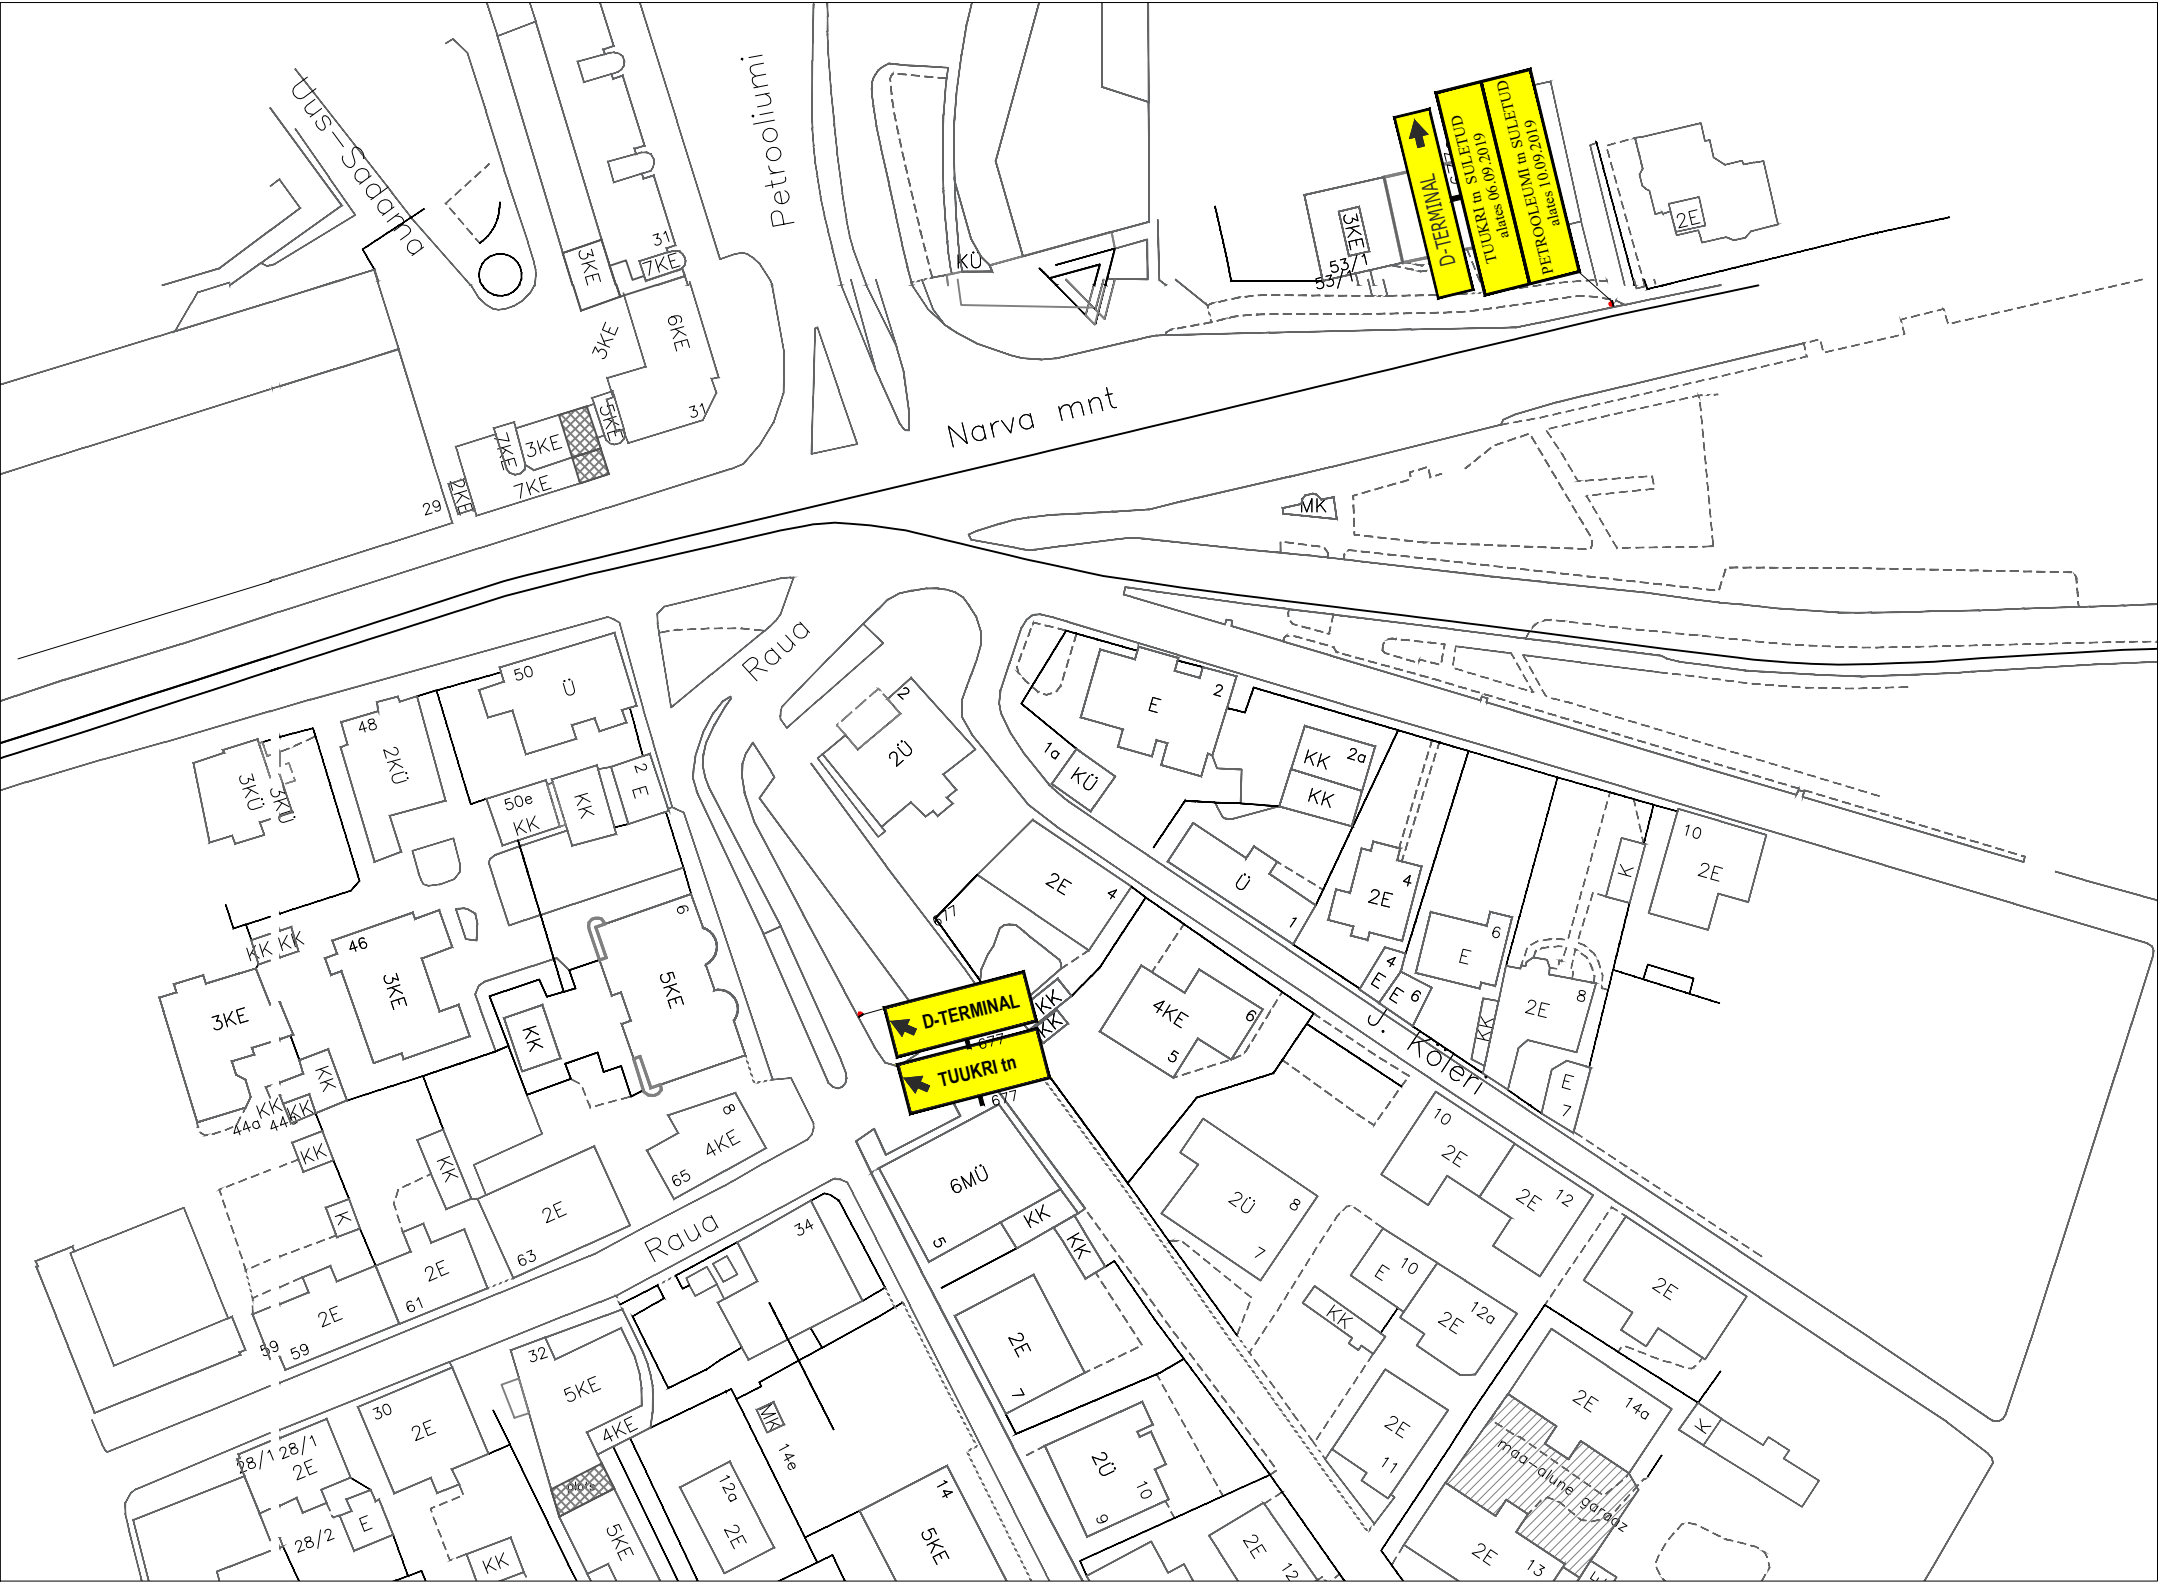 Uus-Sadama
Petrooliumi
31
3KE
7KE
3KE
6KE
31
5KE
7KE
3KE
7KE
2KE
29
KÜ
3KE
53/1
53/1
D-TERMINAL
TUUKRI tn SULETUD
alates 06.09.2019
PETROOLEUMI tn SULETUD
alates 10.09.2019
2E
Narva mnt
MK
Raua
50
Ü
48
2KÜ
3KÜ
3KÜ
50e
KK
KK
2
E
2
2Ü
E
2
1a
KÜ
KK
2a
KK
Ü
1
2E
4
4
E
E
6
E
6
K
10
2E
2E
8
KK
E
7
J. Köleri
2E
4
677
6
5KE
46
3KE
KK
KK
3KE
KK
KK
KK
KK
44a
KK
KK
K
D-TERMINAL
677
TUUKRI tn
677
KK
KK
4KE
6
5
8
4KE
65
2E
63
2E
61
2E
59
59
Raua
34
6MÜ
5
KK
KK
2Ü
8
7
10
2E
2E
12
E
10
KK
2E
12a
2E
2E
7
32
5KE
4KE
30
2E
28/1
28/1
2E
28/2
E
KK
5KE
MK
14e
12a
2E
14
5KE
2Ü
10
9
2E
12
2E
11
2E
14a
K
maa-alune garaaz
2E
13